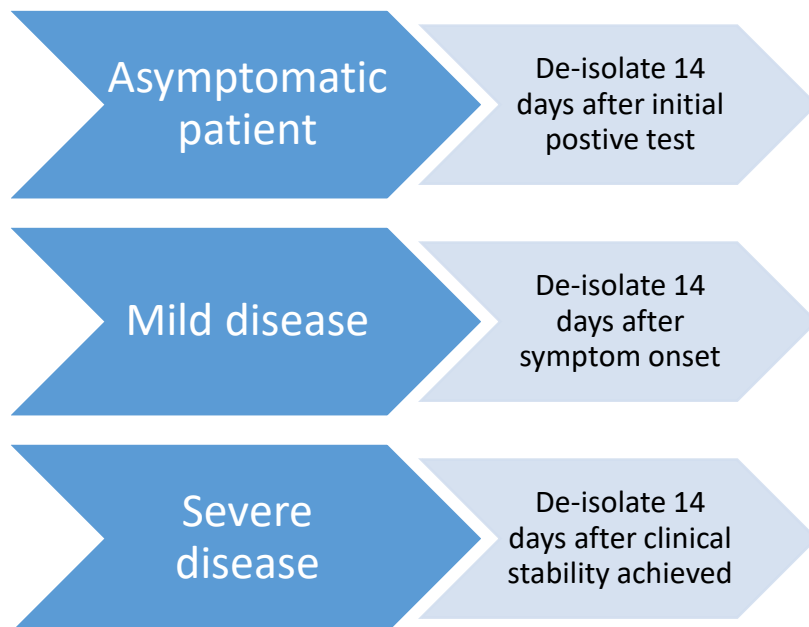 Asymptomatic
patient
De-isolate 14
days after initial
postive test
Mild disease
De-isolate 14
days after
symptom onset
Severe
disease
De-isolate 14
days after clinical
stability achieved